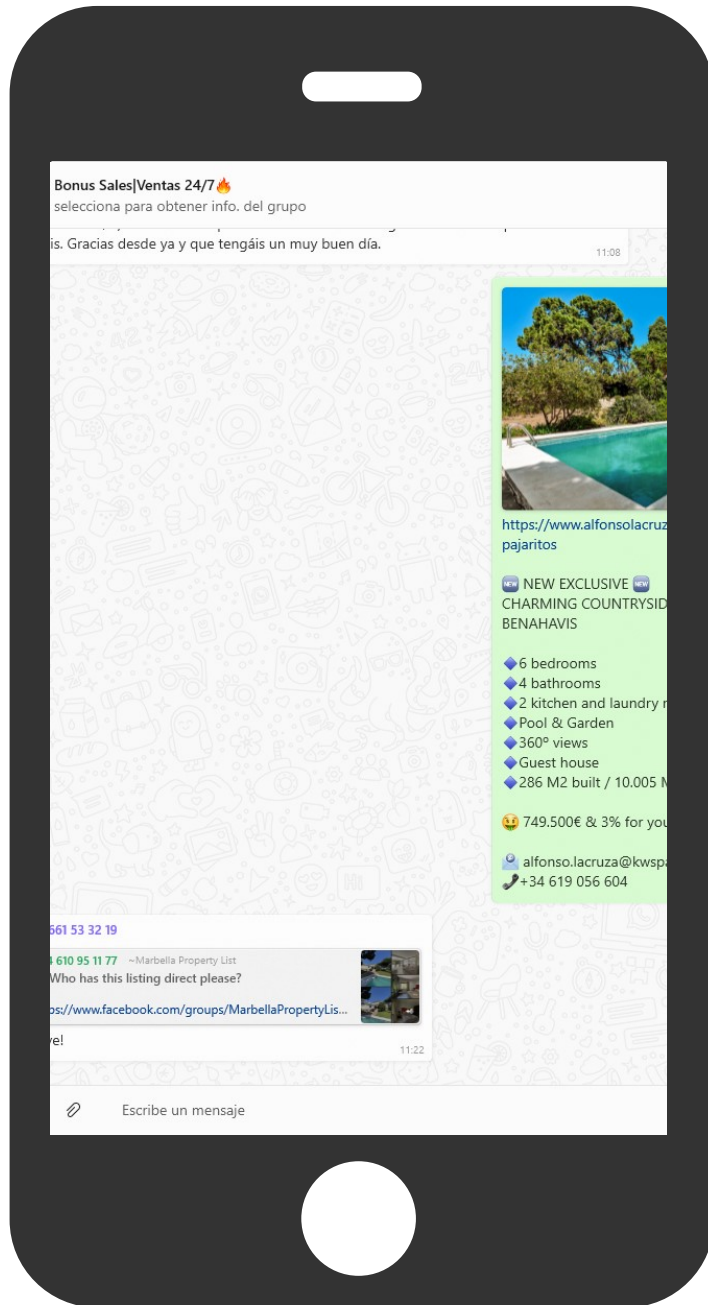 Bonus Sales|Ventas 24/7🔥
selecciona para obtener info. del grupo
is. Gracias desde ya y que tengáis un muy buen día.
11:08
https://www.alfonsolacruz
pajaritos
🆕 NEW EXCLUSIVE 🆕
CHARMING COUNTRYSID
BENAHAVIS
🔷6 bedrooms
🔷4 bathrooms
🔷2 kitchen and laundry r
🔷Pool & Garden
🔷360º views
🔷Guest house
🔷286 M2 built / 10.005 M
🤑 749.500€ & 3% for you
📧 alfonso.lacruza@kwspa
📞+34 619 056 604
661 53 32 19
4 610 95 11 77 ~Marbella Property List
Who has this listing direct please?
ps://www.facebook.com/groups/MarbellaPropertyLis...
ve!
11:22
Escribe un mensaje